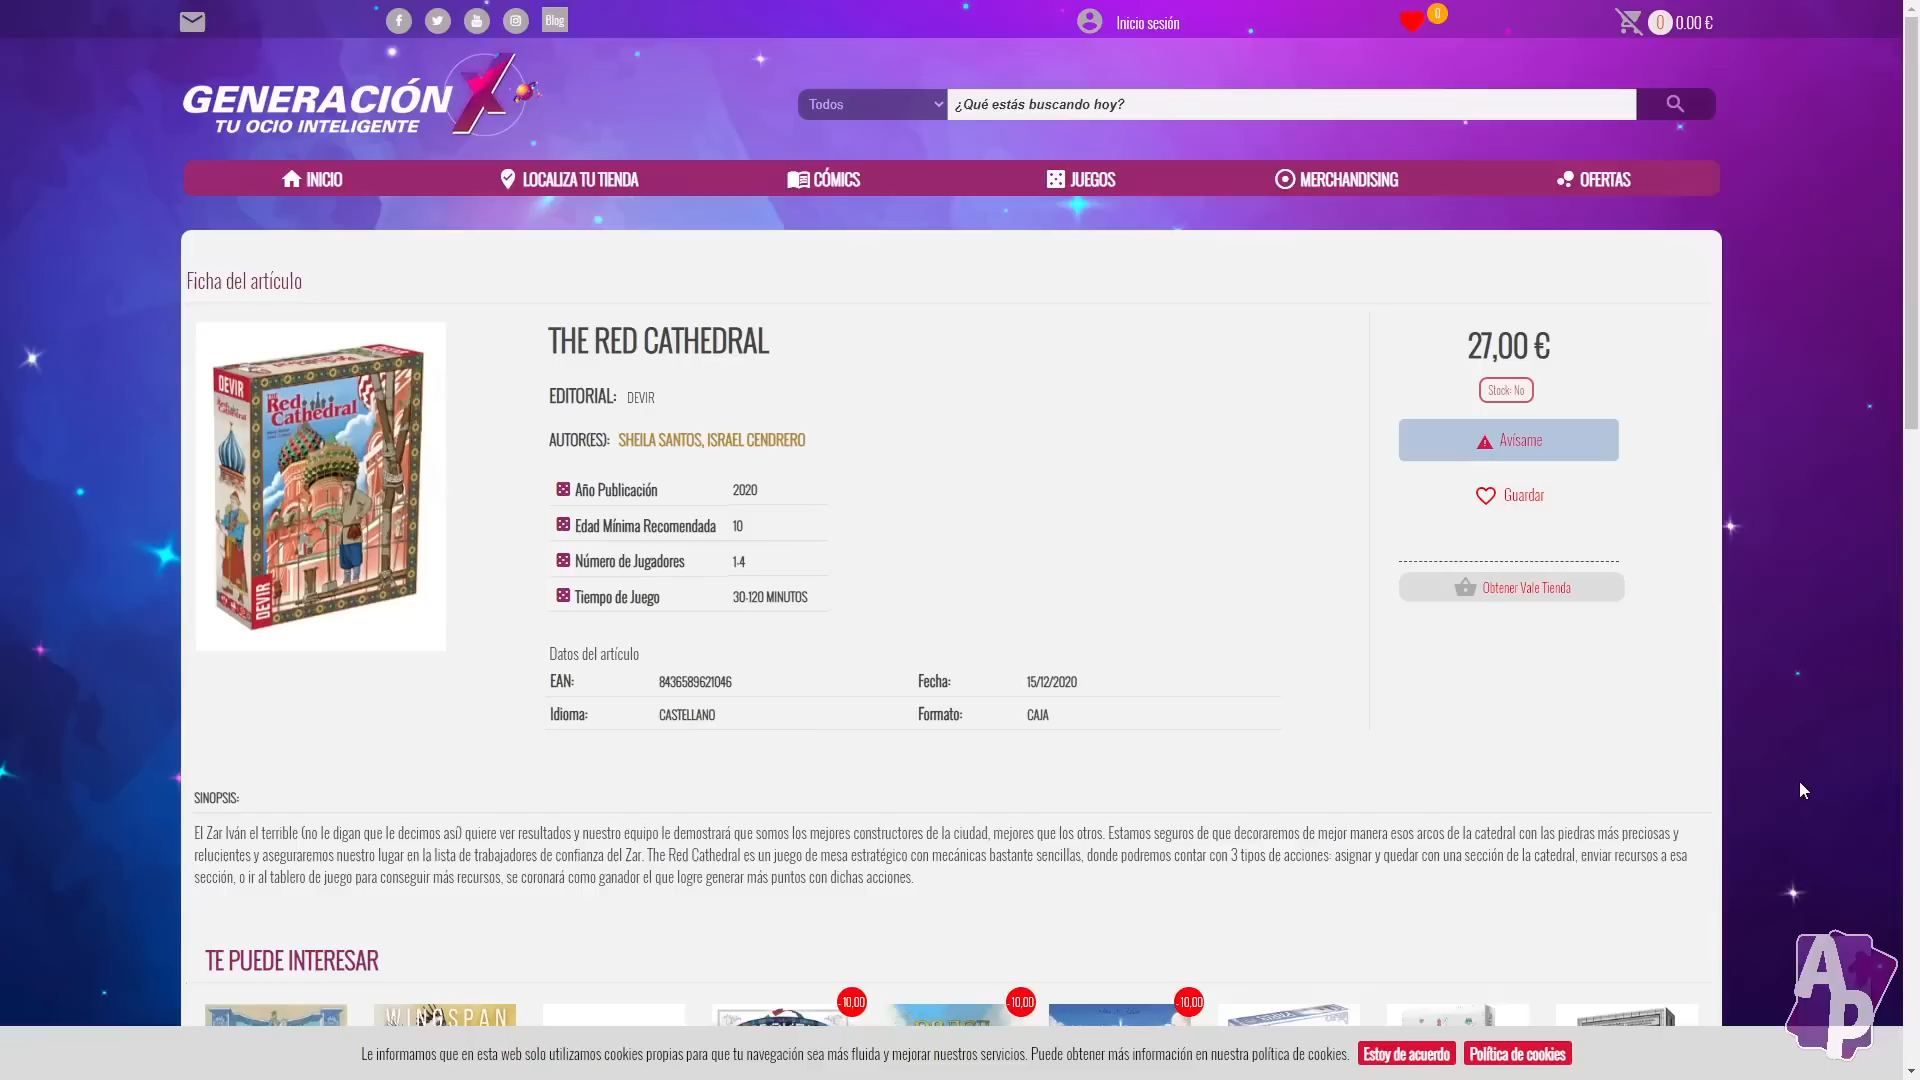 Blog
Inicio sesión
0
0
0.00 €
GENERACIÓN X
TU OCIO INTELIGENTE
Todos
¿Qué estás buscando hoy?
INICIO
LOCALIZA TU TIENDA
CÓMICS
JUEGOS
MERCHANDISING
OFERTAS
Ficha del artículo
DEVIR
THE
Red
Cathedral
DEVIR
THE RED CATHEDRAL
EDITORIAL: DEVIR
AUTOR(ES): SHEILA SANTOS, ISRAEL CENDRERO
Año Publicación 2020
Edad Mínima Recomendada 10
Número de Jugadores 1-4
Tiempo de Juego 30-120 MINUTOS
27,00 €
Stock: No
Avísame
Guardar
Obtener Vale Tienda
Datos del artículo
EAN: 8436589621046 Fecha: 15/12/2020
Idioma: CASTELLANO Formato: CAJA
SINOPSIS:
El Zar Iván el terrible (no le digan que le decimos así) quiere ver resultados y nuestro equipo le demostrará que somos los mejores constructores de la ciudad, mejores que los otros. Estamos seguros de que decoraremos de mejor manera esos arcos de la catedral con las piedras más preciosas y
relucientes y aseguraremos nuestro lugar en la lista de trabajadores de confianza del Zar. The Red Cathedral es un juego de mesa estratégico con mecánicas bastante sencillas, donde podremos contar con 3 tipos de acciones: asignar y quedar con una sección de la catedral, enviar recursos a esa
sección, o ir al tablero de juego para conseguir más recursos, se coronará como ganador el que logre generar más puntos con dichas acciones.
TE PUEDE INTERESAR
-10,00
-10,00
-10,00
WINGSPAN
AP
Le informamos que en esta web solo utilizamos cookies propias para que tu navegación sea más fluida y mejorar nuestros servicios. Puede obtener más información en nuestra política de cookies.
Estoy de acuerdo
Política de cookies